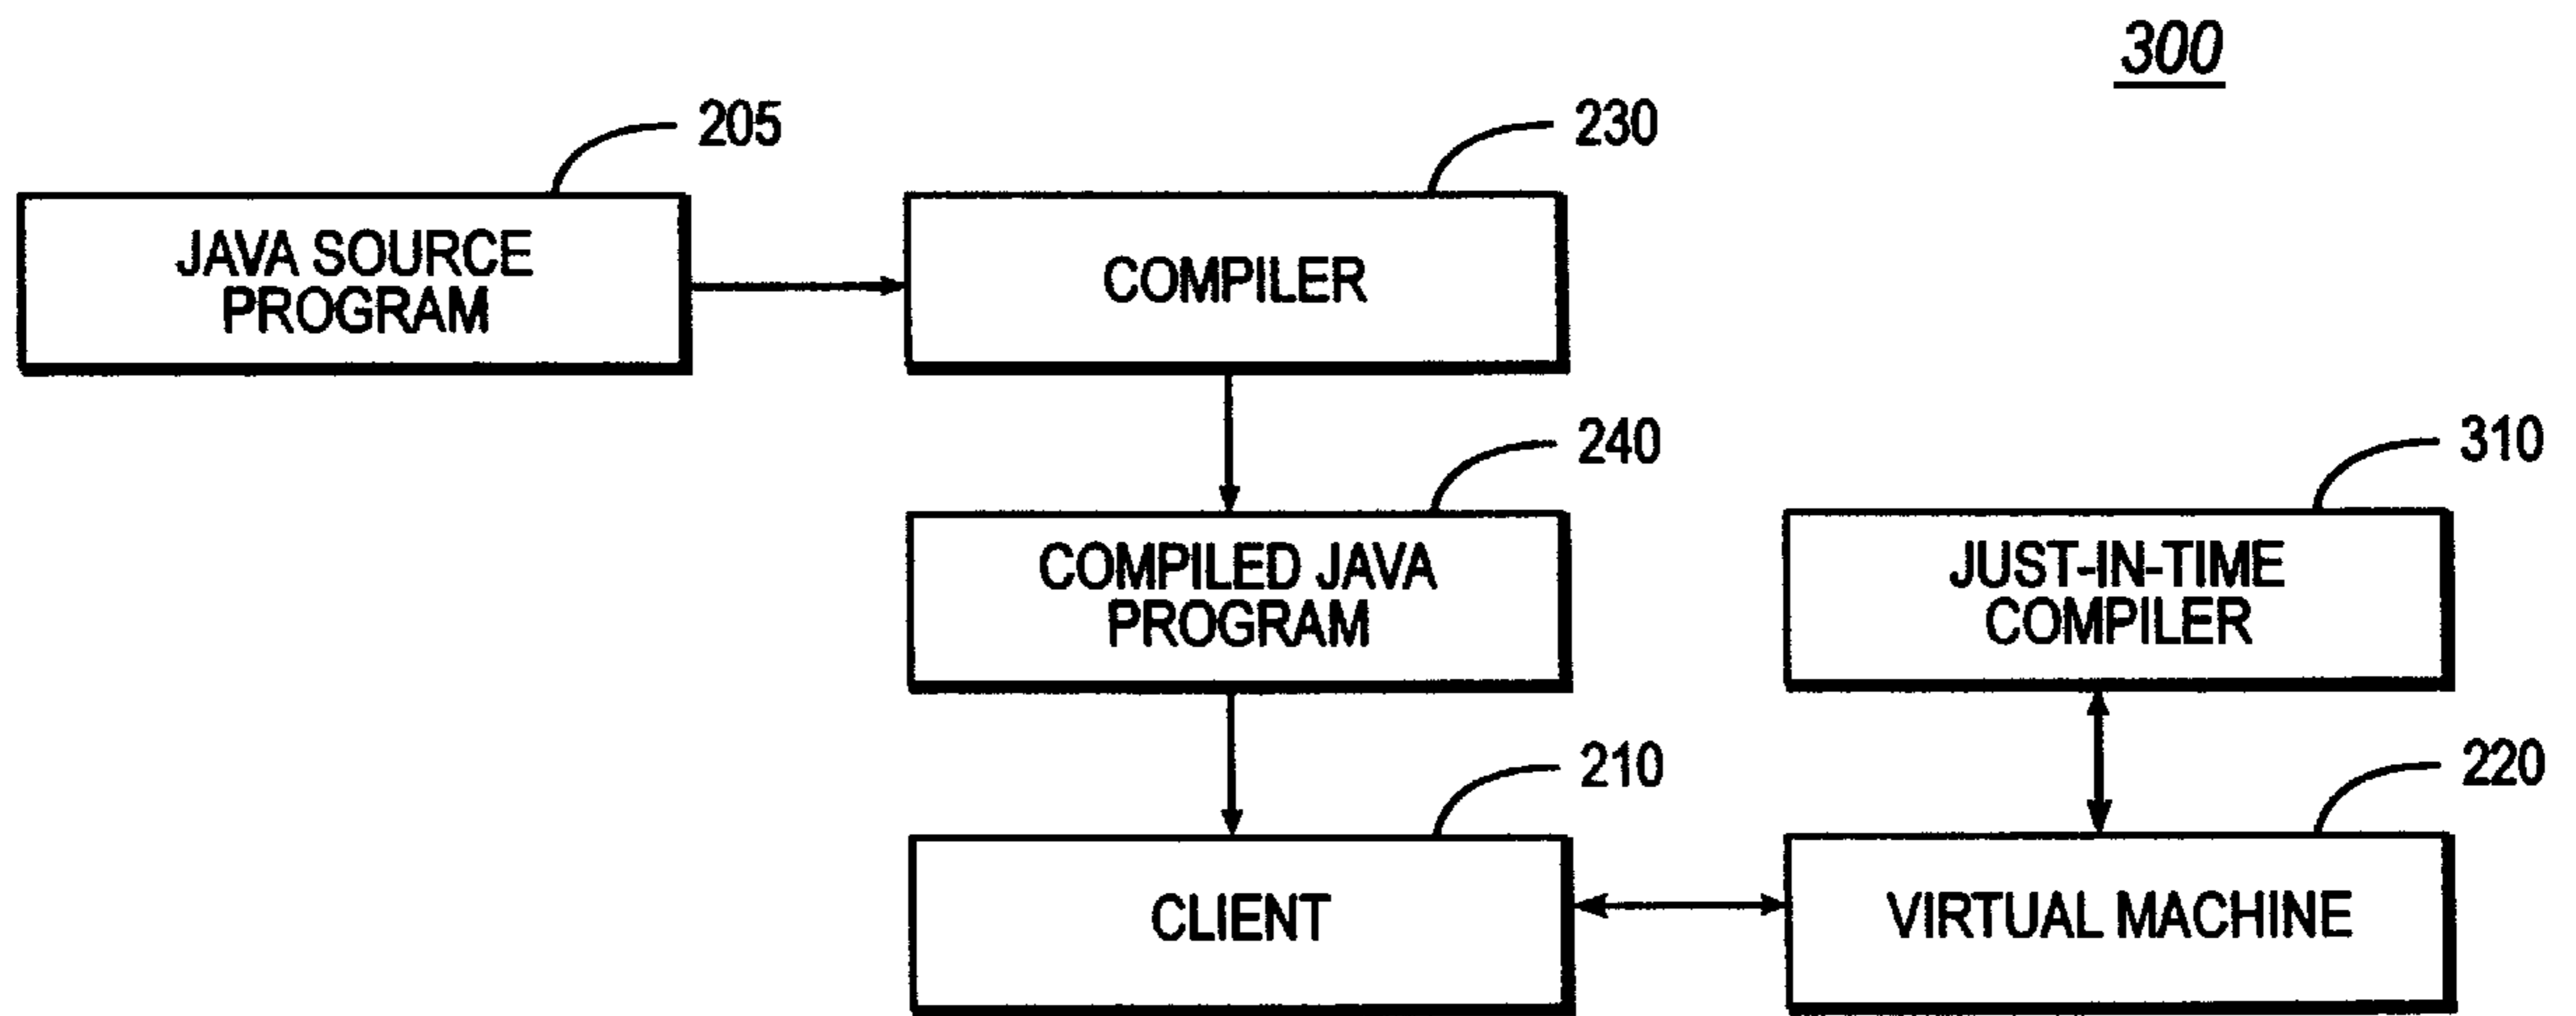 300
205
230
JAVA SOURCE
PROGRAM
COMPILER
240
310
COMPILED JAVA
PROGRAM
JUST-IN-TIME
COMPILER
210
220
CLIENT
VIRTUAL MACHINE